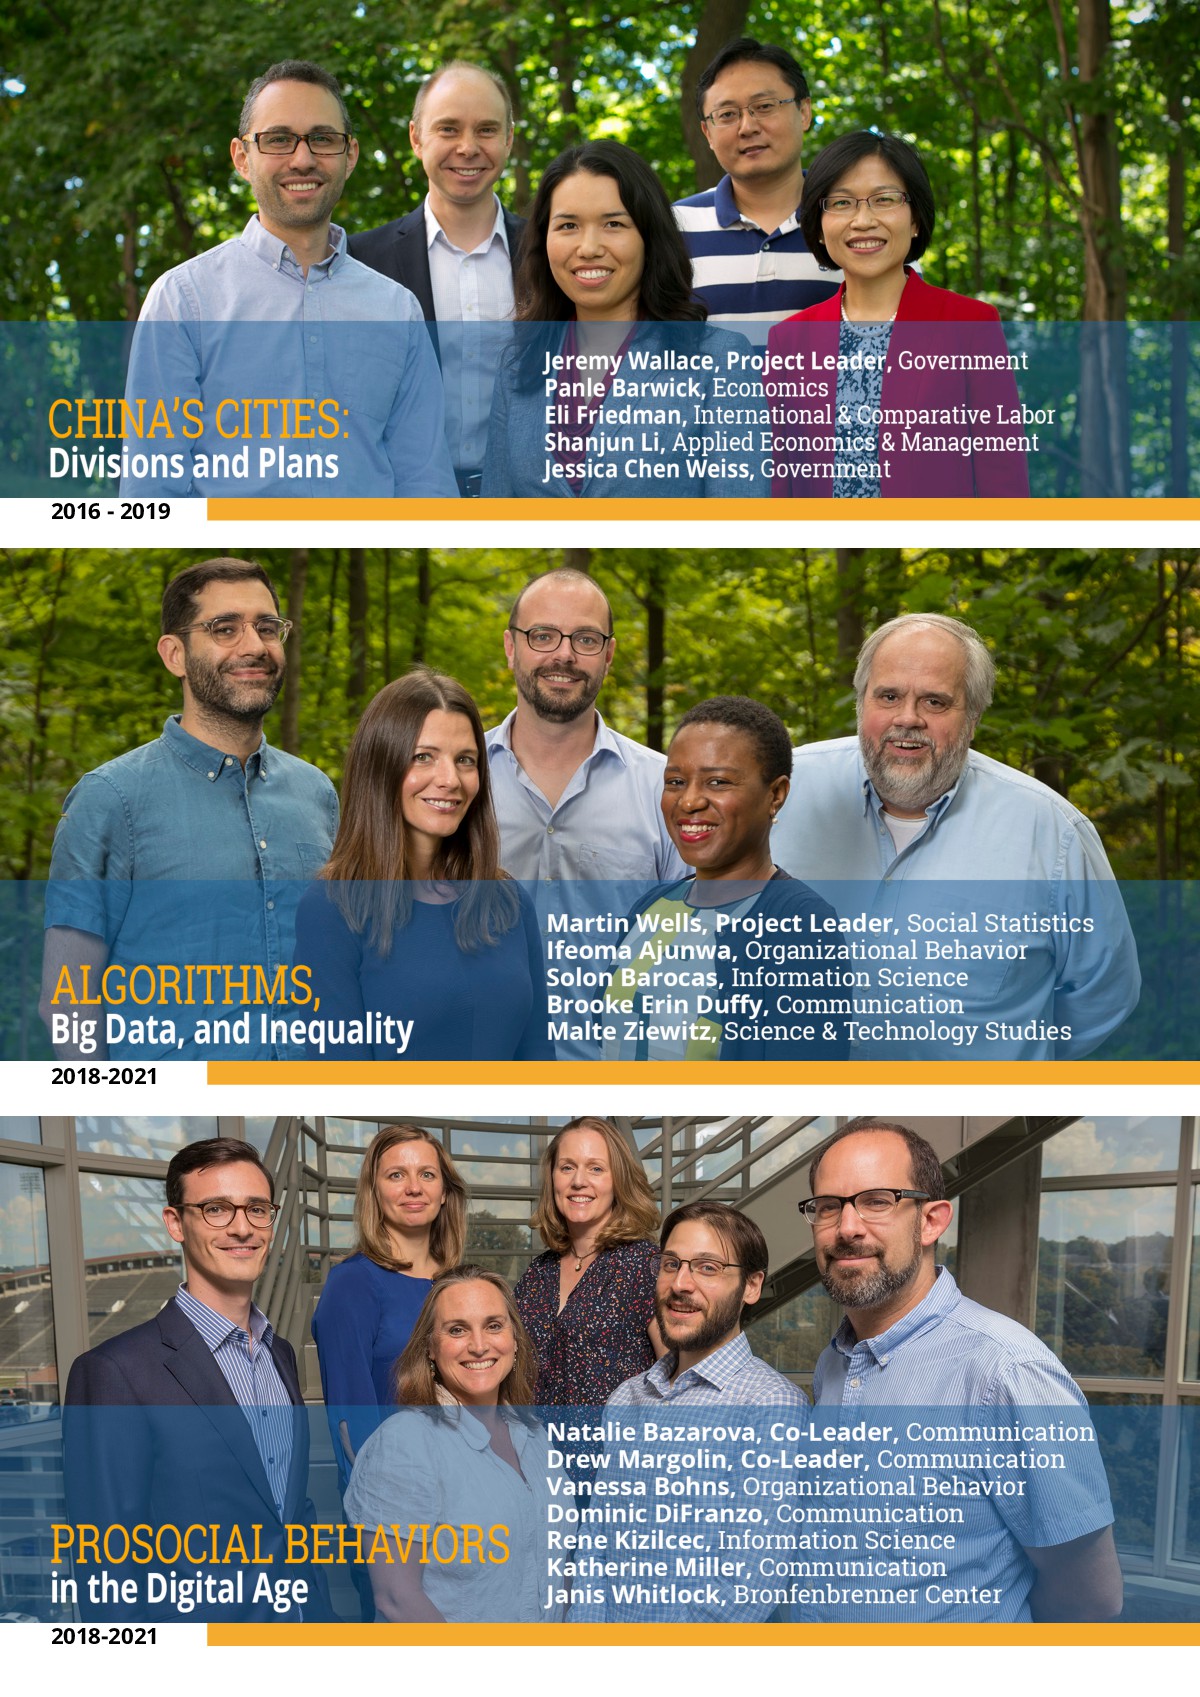 CHINA'S CITIES:
Divisions and Plans
Jeremy Wallace, Project Leader, Government
Panle Barwick, Economics
Eli Friedman, International & Comparative Labor
Shanjun Li, Applied Economics & Management
Jessica Chen Weiss, Government
2016 - 2019
ALGORITHMS,
Big Data, and Inequality
Martin Wells, Project Leader, Social Statistics
Ifeoma Ajunwa, Organizational Behavior
Solon Barocas, Information Science
Brooke Erin Duffy, Communication
Malte Ziewitz, Science & Technology Studies
2018-2021
PROSOCIAL BEHAVIORS
in the Digital Age
Natalie Bazarova, Co-Leader, Communication
Drew Margolin, Co-Leader, Communication
Vanessa Bohns, Organizational Behavior
Dominic DiFranzo, Communication
Rene Kizilcec, Information Science
Katherine Miller, Communication
Janis Whitlock, Bronfenbrenner Center
2018-2021